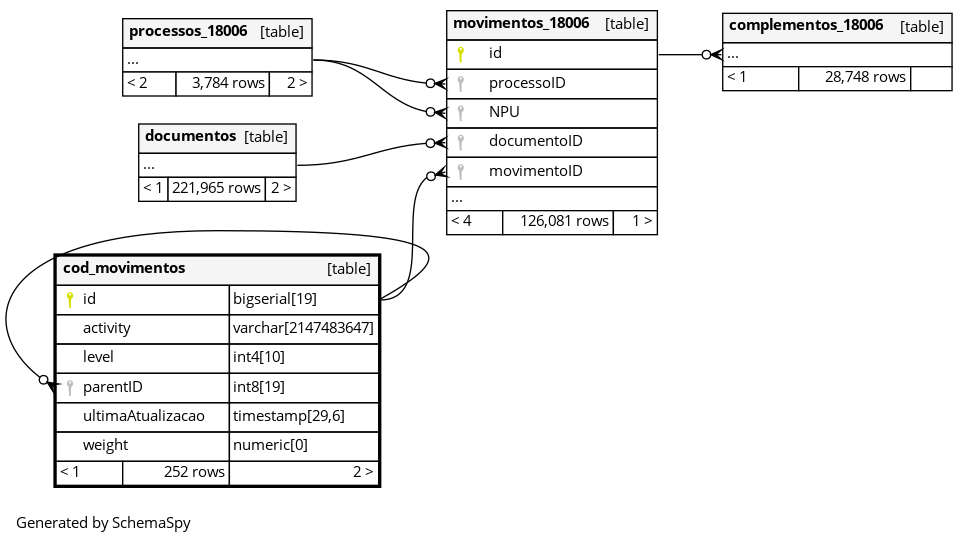 processos_18006 [table]
...
< 2 3,784 rows 2 >
documentos [table]
...
< 1 221,965 rows 2 >
movimentos_18006 [table]
id
processoID
NPU
documentoID
movimentoID
...
< 4 126,081 rows 1 >
complementos_18006 [table]
...
< 1 28,748 rows
cod_movimentos [table]
id bigserial[19]
activity varchar[2147483647]
level int4[10]
parentID int8[19]
ultimaAtualizacao timestamp[29,6]
weight numeric[0]
< 1 252 rows 2 >
Generated by SchemaSpy